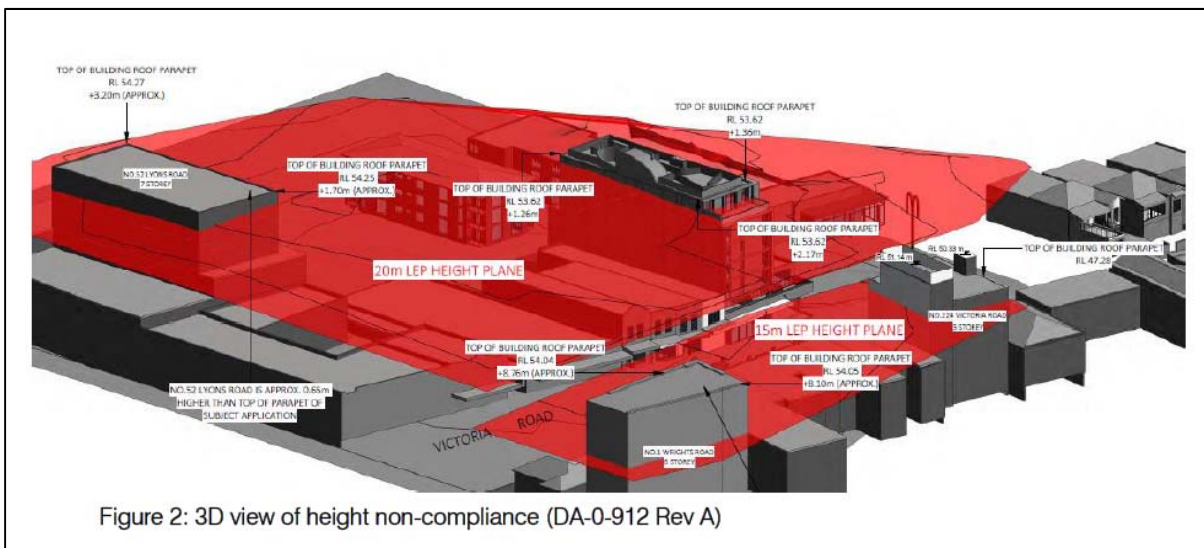 TOP OF BUILDING ROOF PARAPET
RL 54.27
+3.20m (APPROX.)
TOP OF BUILDING ROOF PARAPET
RL 53.62
+1.36m
NO.52 LYONS ROAD
7 STOREY
TOP OF BUILDING ROOF PARAPET
RL 54.25
+1.70m (APPROX.)
TOP OF BUILDING ROOF PARAPET
RL 53.62
+1.26m
TOP OF BUILDING ROOF PARAPET
RL 53.62
+2.17m
TOP OF BUILDING ROOF PARAPET
RL 47.28
20m LEP HEIGHT PLANE
NO.224 VICTORIA ROAD
15m LEP HEIGHT PLANE
TOP OF BUILDING ROOF PARAPET
RL 54.04
+8.76m (APPROX.)
TOP OF BUILDING ROOF PARAPET
RL 54.05
+8.10m (APPROX.)
NO.52 LYONS ROAD IS APPROX. 0.65m
HIGHER THAN TOP OF PARAPET OF
SUBJECT APPLICATION
VICTORIA ROAD
NO.1 WRIGHTS ROAD
Figure 2: 3D view of height non-compliance (DA-0-912 Rev A)